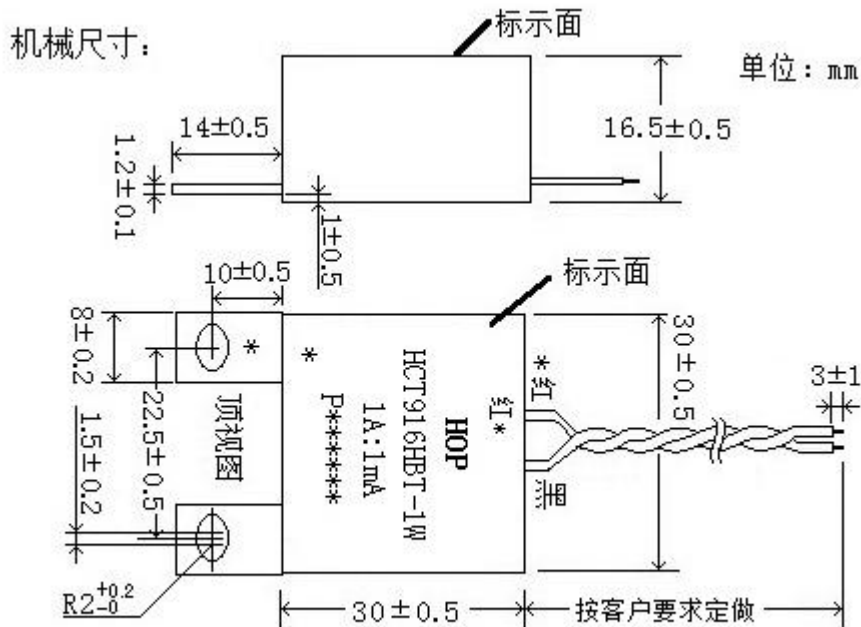 机械尺寸:
标示面
单位: mm
14±0.5
16.5±0.5
1.2±0.1
1±0.5
10±0.5
标示面
8±0.2
*
*
22.5±0.5
1.5±0.2
顶视图
HOP
HCT916HBT-1W
1A:1mA
P*******
红*
*红
黑
30±0.5
3±1
R2+0.2-0
30±0.5
按客户要求定做